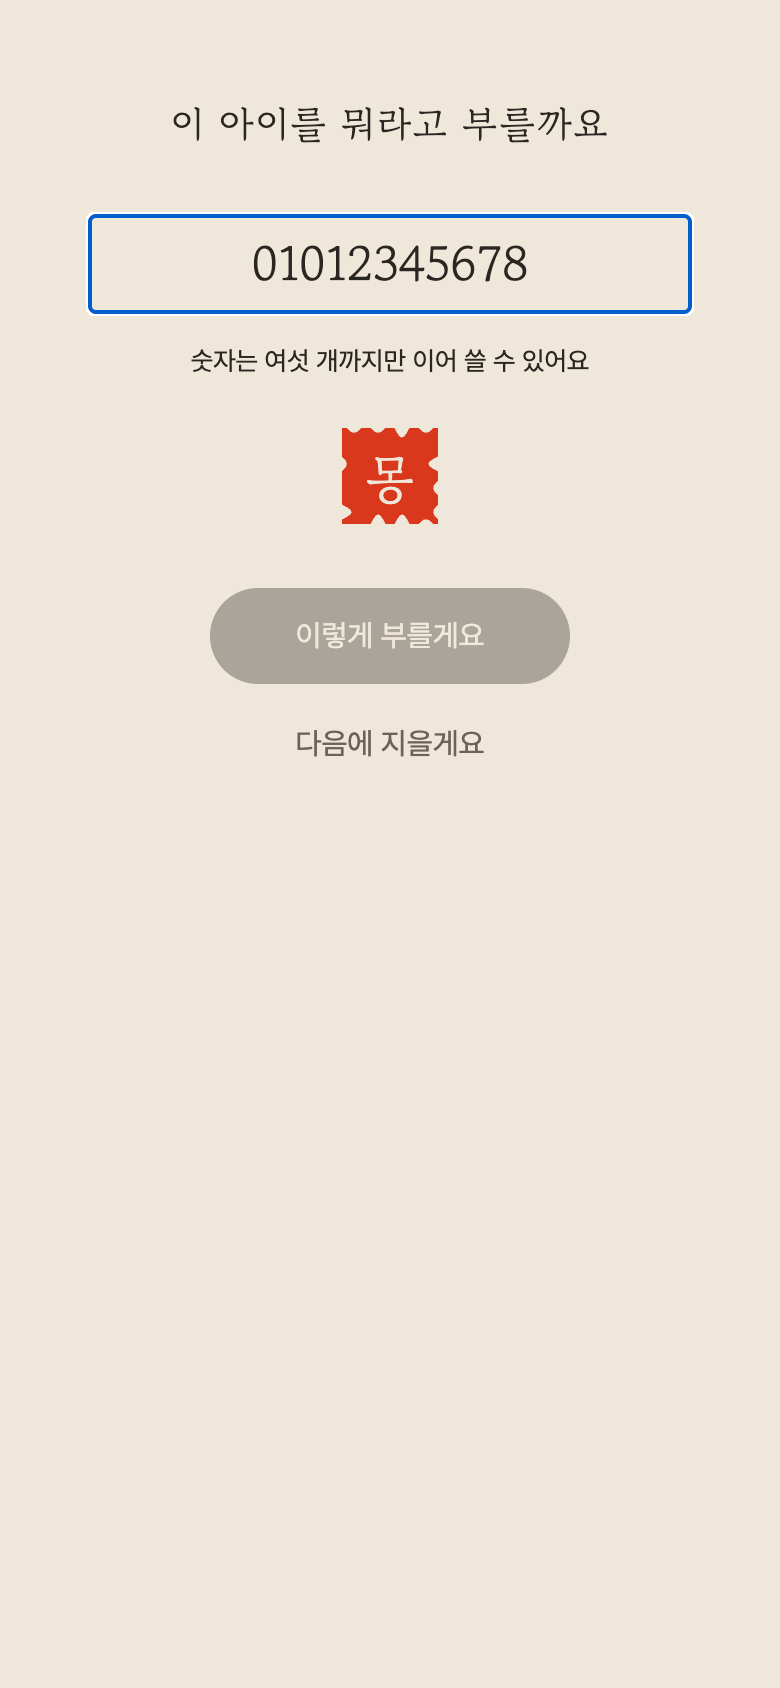 이 아이를 뭐라고 부를까요
01012345678
숫자는 여섯 개까지만 이어 쓸 수 있어요
몽
이렇게 부를게요
다음에 지을게요